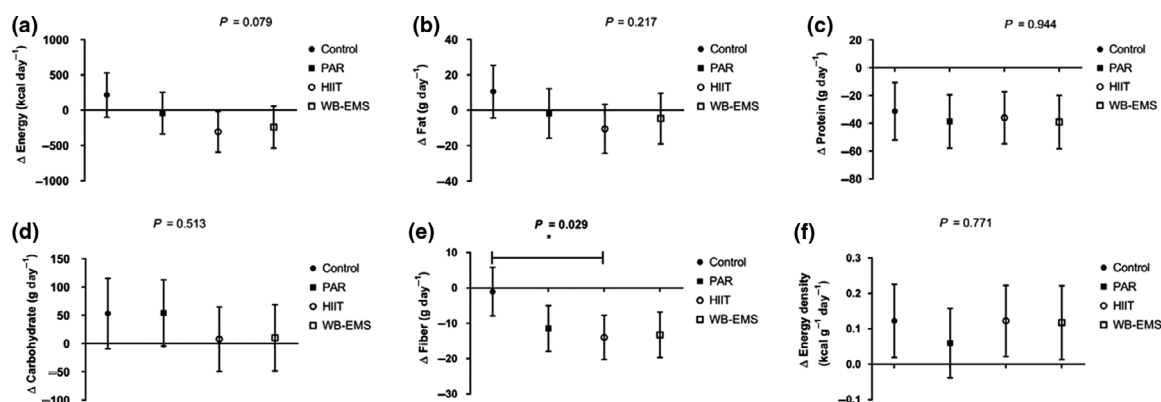 (a)
P = 0.079
Δ Energy (kcal day⁻¹)
1000
500
0
–500
–1000
Control
PAR
HIIT
WB-EMS
(b)
P = 0.217
Δ Fat (g day⁻¹)
40
20
0
–20
–40
(c)
P = 0.944
Δ Protein (g day⁻¹)
20
0
–20
–40
–60
–80
Control
PAR
HIIT
WB-EMS
(d)
P = 0.513
Δ Carbohydrate (g day⁻¹)
150
100
50
0
–50
–100
Control
PAR
HIIT
WB-EMS
(e)
P = 0.029
*
Δ Fiber (g day⁻¹)
10
0
–10
–20
–30
Control
PAR
HIIT
WB-EMS
(f)
P = 0.771
Δ Energy density
(kcal g⁻¹ day⁻¹)
0.3
0.2
0.1
0.0
–0.1
Control
PAR
HIIT
WB-EMS